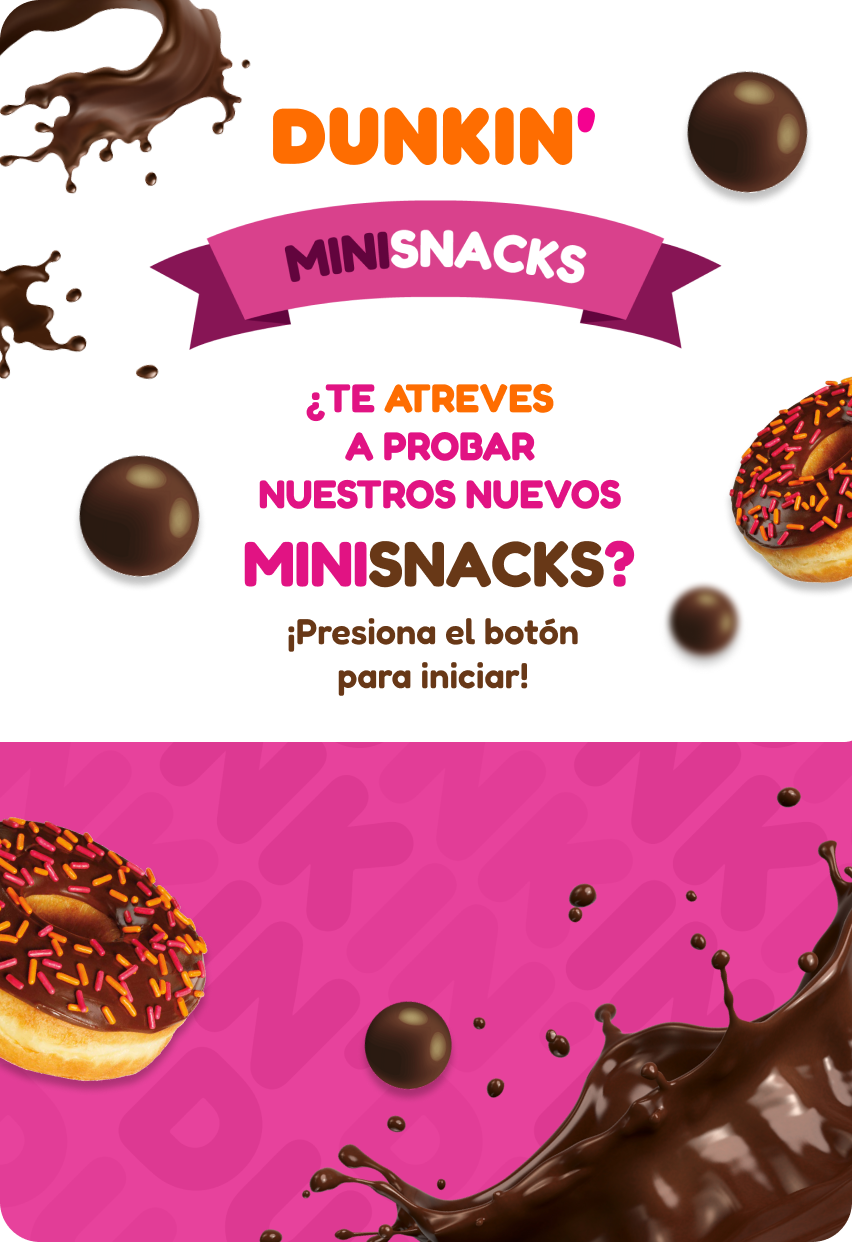 DUNKIN'
MINISNACKS
¿TE ATREVES
A PROBAR
NUESTROS NUEVOS
MINISNACKS?
¡Presiona el botón
para iniciar!